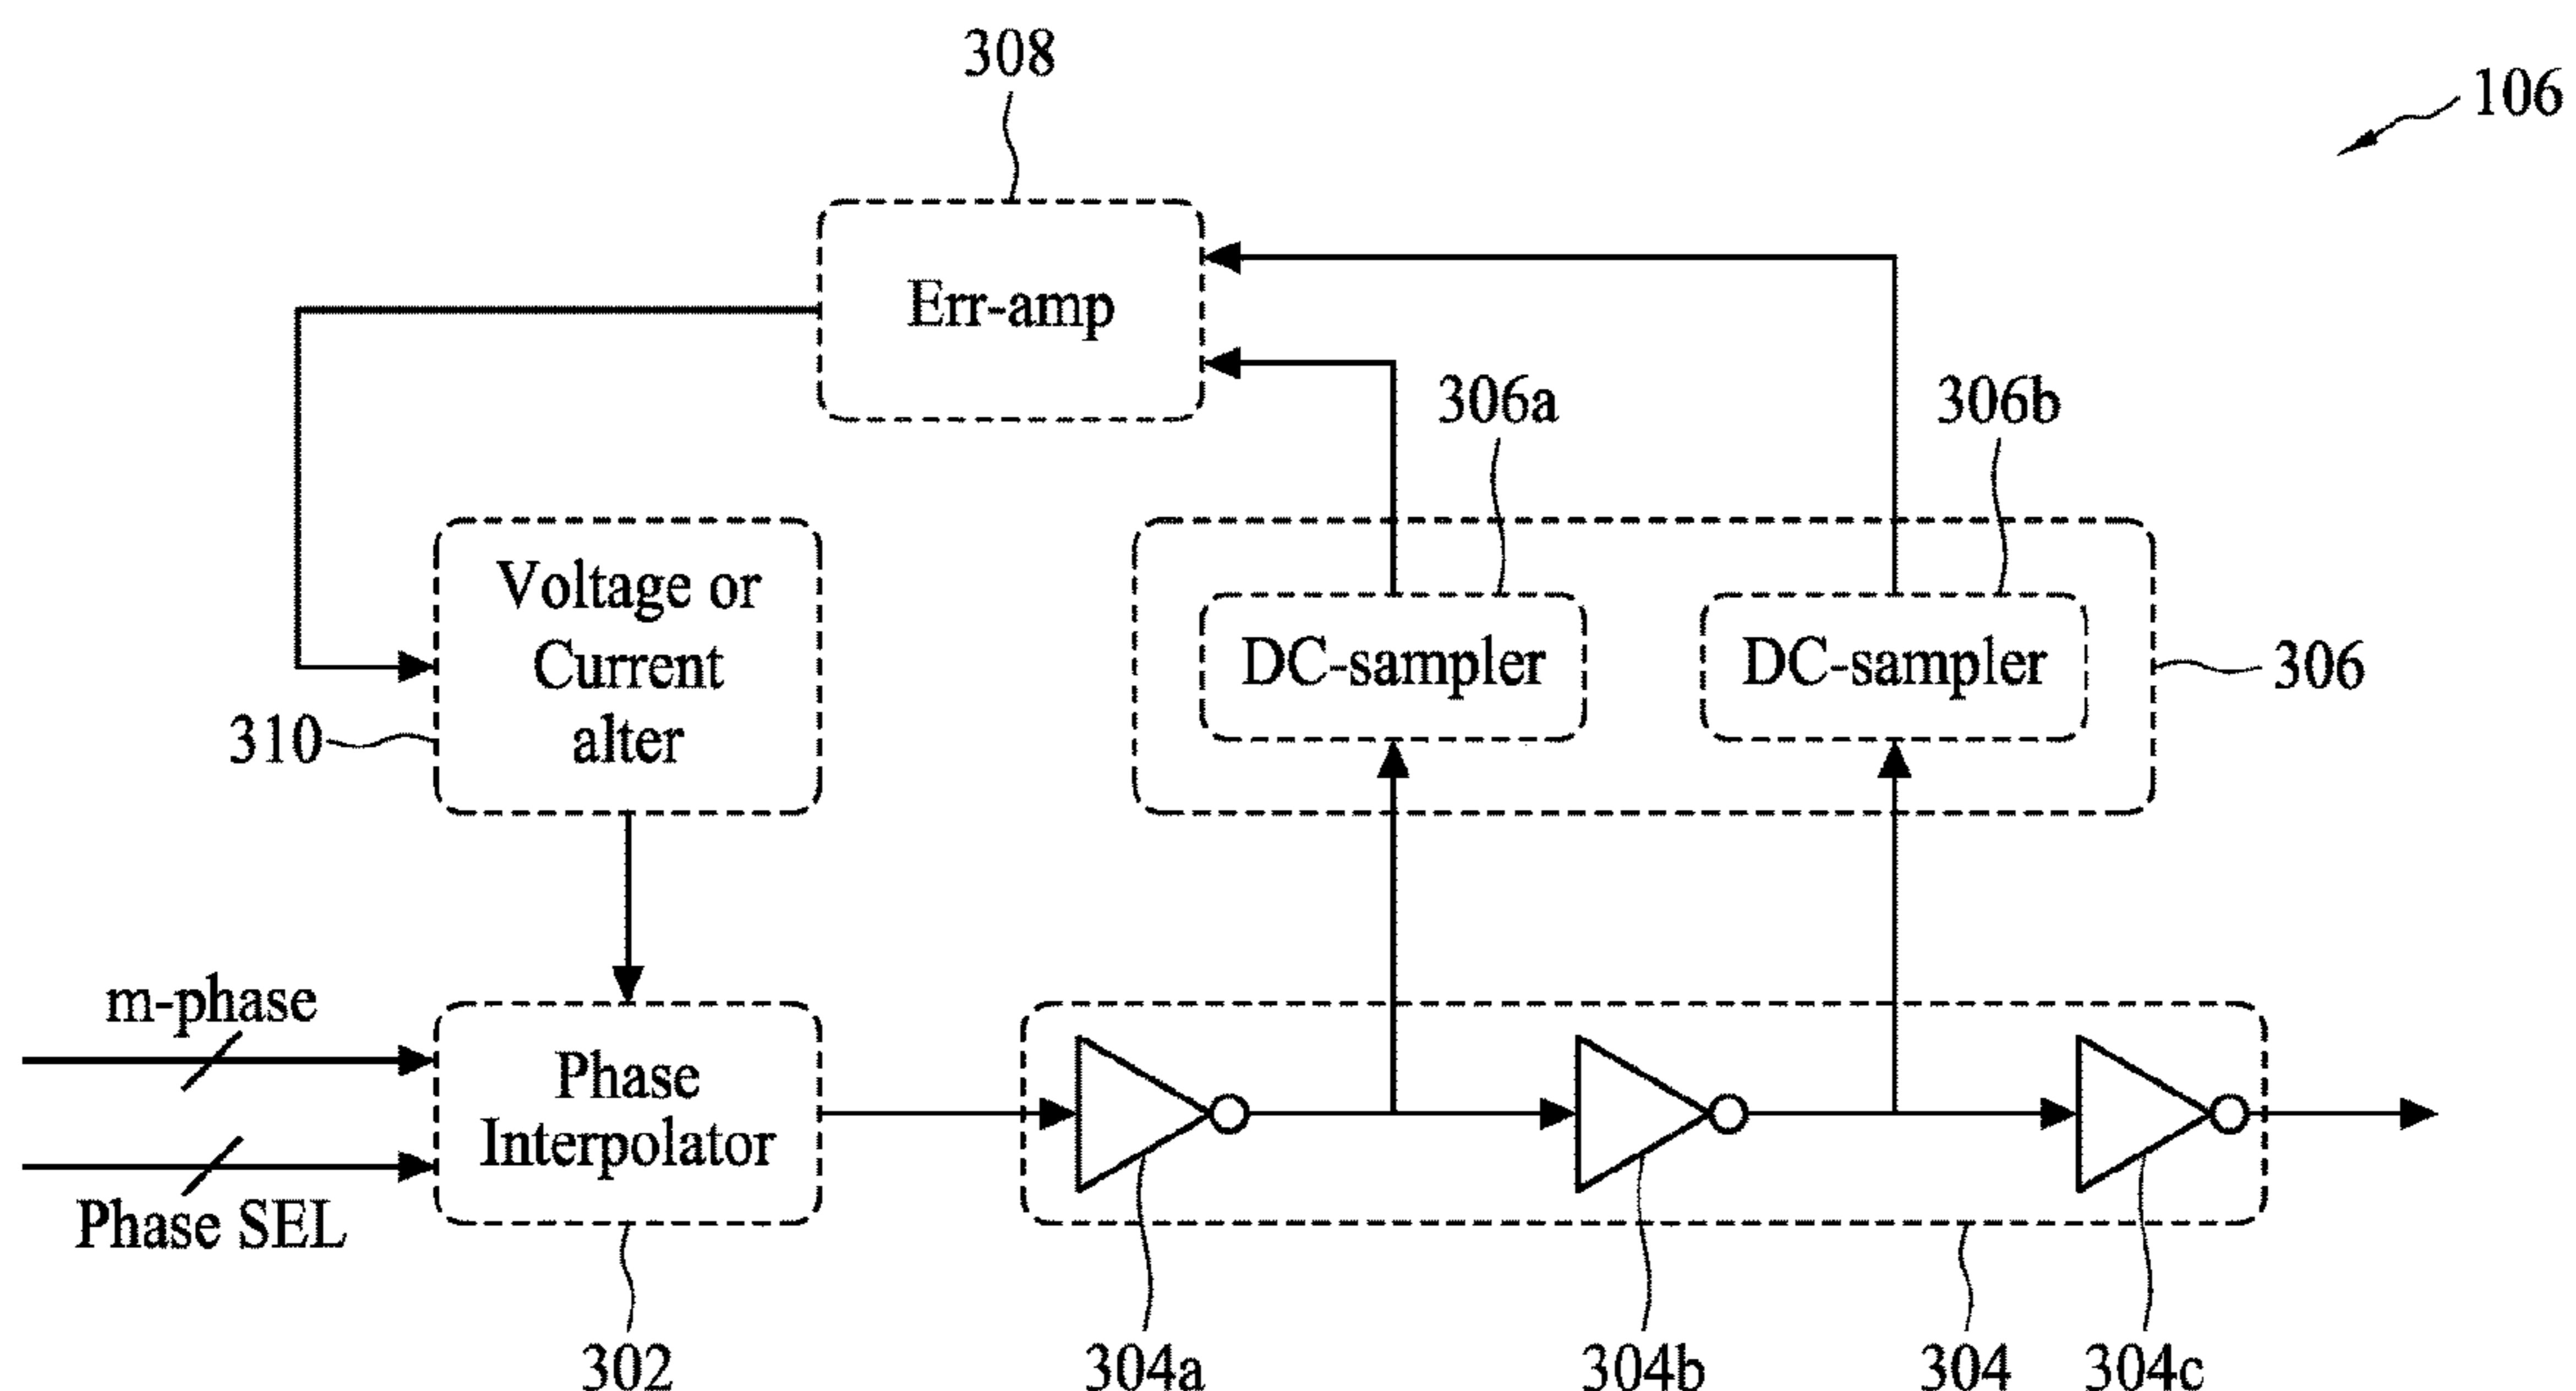 308
106
Err-amp
306a
306b
Voltage or
Current
alter
DC-sampler
DC-sampler
306
310
m-phase
Phase
Interpolator
Phase SEL
302
304a
304b
304
304c